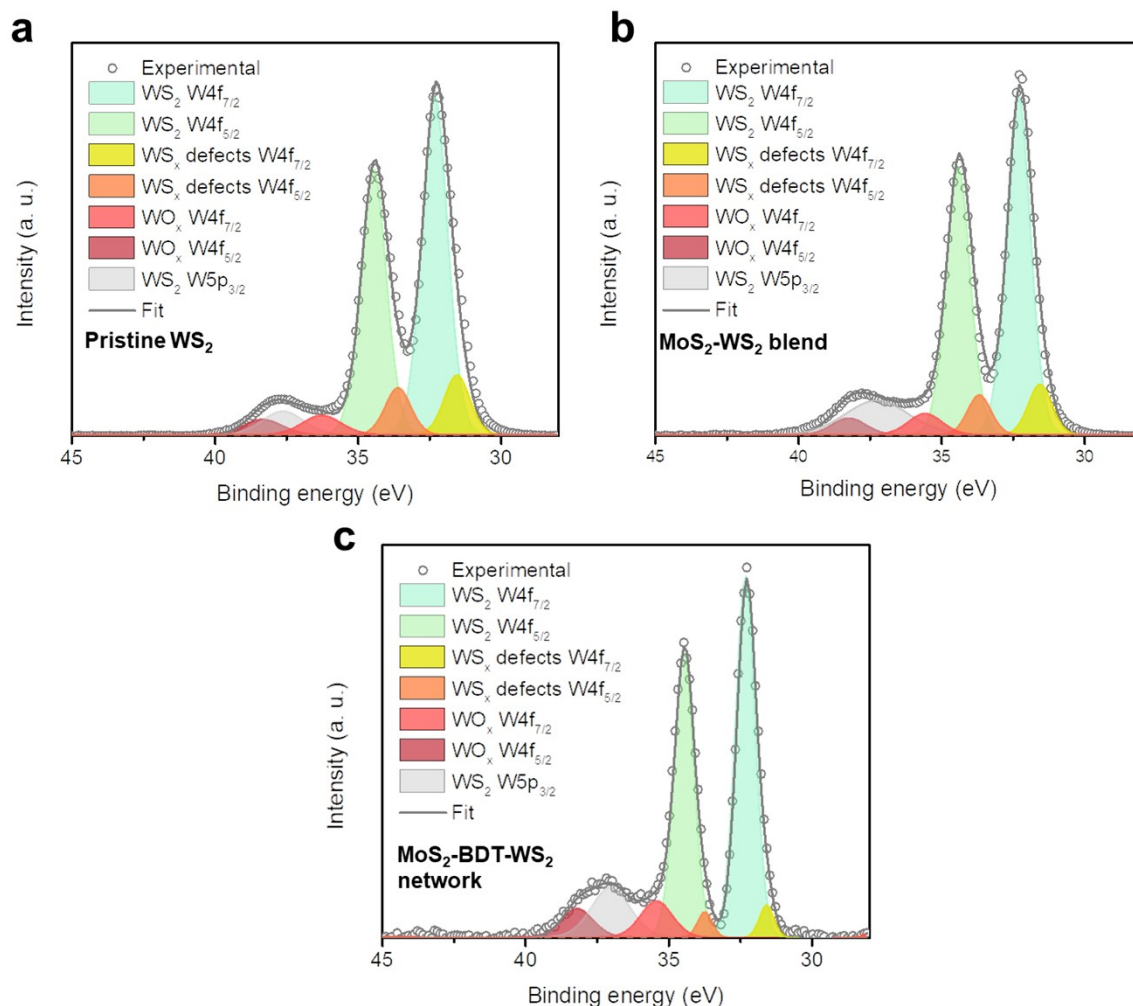 a
Experimental
WS₂ W4f₇/₂
WS₂ W4f₅/₂
WSₓ defects W4f₇/₂
WSₓ defects W4f₅/₂
WOₓ W4f₇/₂
WOₓ W4f₅/₂
WS₂ W5p₃/₂
Fit
Pristine WS₂
Intensity (a. u.)
45 40 35 30
Binding energy (eV)
b
Experimental
WS₂ W4f₇/₂
WS₂ W4f₅/₂
WSₓ defects W4f₇/₂
WSₓ defects W4f₅/₂
WOₓ W4f₇/₂
WOₓ W4f₅/₂
WS₂ W5p₃/₂
Fit
MoS₂-WS₂ blend
Intensity (a. u.)
45 40 35 30
Binding energy (eV)
c
Experimental
WS₂ W4f₇/₂
WS₂ W4f₅/₂
WSₓ defects W4f₇/₂
WSₓ defects W4f₅/₂
WOₓ W4f₇/₂
WOₓ W4f₅/₂
WS₂ W5p₃/₂
Fit
MoS₂-BDT-WS₂
network
Intensity (a. u.)
45 40 35 30
Binding energy (eV)